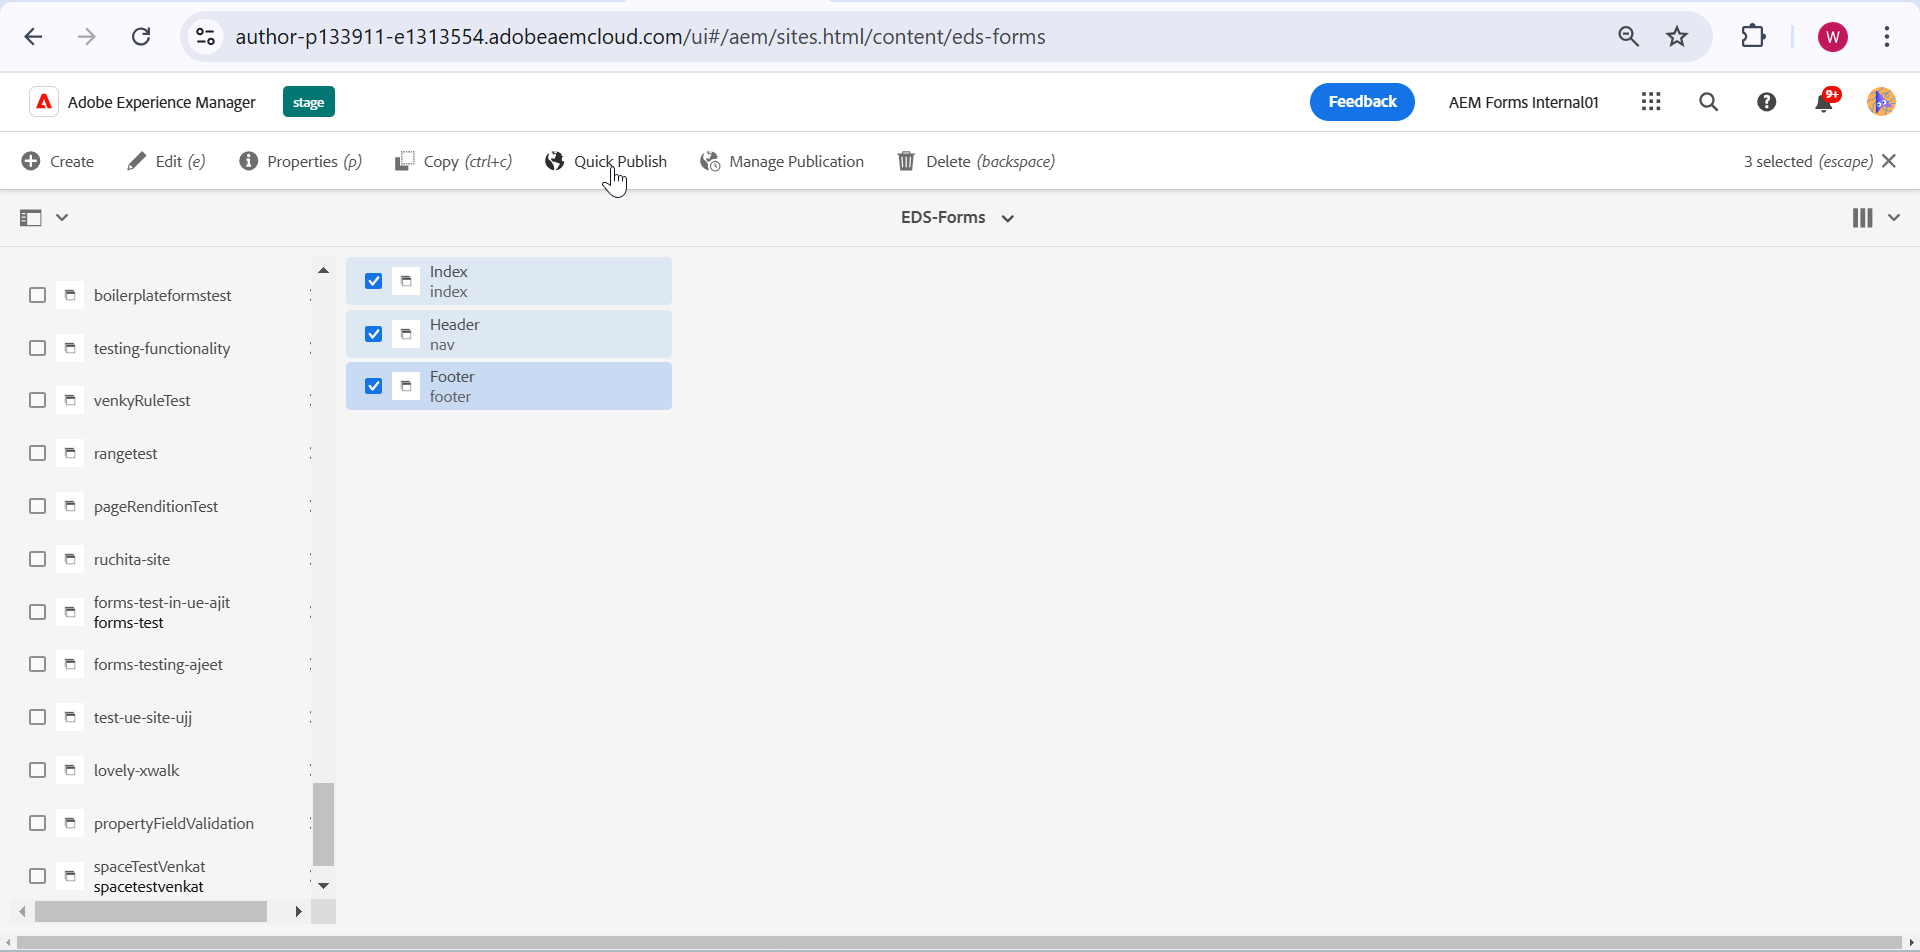 author-p133911-e1313554.adobeaemcloud.com/ui#/aem/sites.html/content/eds-forms
W
Adobe Experience Manager
stage
Feedback
AEM Forms Internal01
9+
Create
Edit (e)
Properties (p)
Copy (ctrl+c)
Quick Publish
Manage Publication
Delete (backspace)
3 selected (escape)
EDS-Forms
boilerplateformstest
testing-functionality
venkyRuleTest
rangetest
pageRenditionTest
ruchita-site
forms-test-in-ue-ajit
forms-test
forms-testing-ajeet
test-ue-site-ujj
lovely-xwalk
propertyFieldValidation
spaceTestVenkat
spacetestvenkat
Index
index
Header
nav
Footer
footer